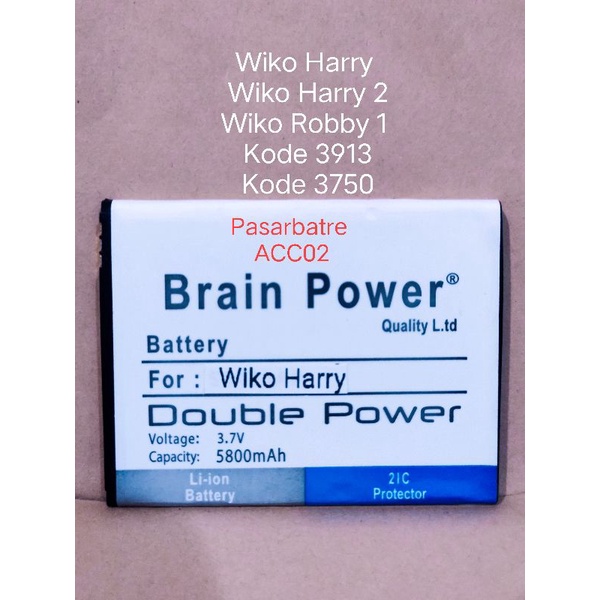 Wiko Harry
Wiko Harry 2
Wiko Robby 1
Kode 3913
Kode 3750
Pasarbatre
ACC02
Brain Power®
Quality L.td
Battery
For : Wiko Harry
Double Power
Voltage: 3.7V
Capacity: 5800mAh
Li-ion
Battery
2IC
Protector